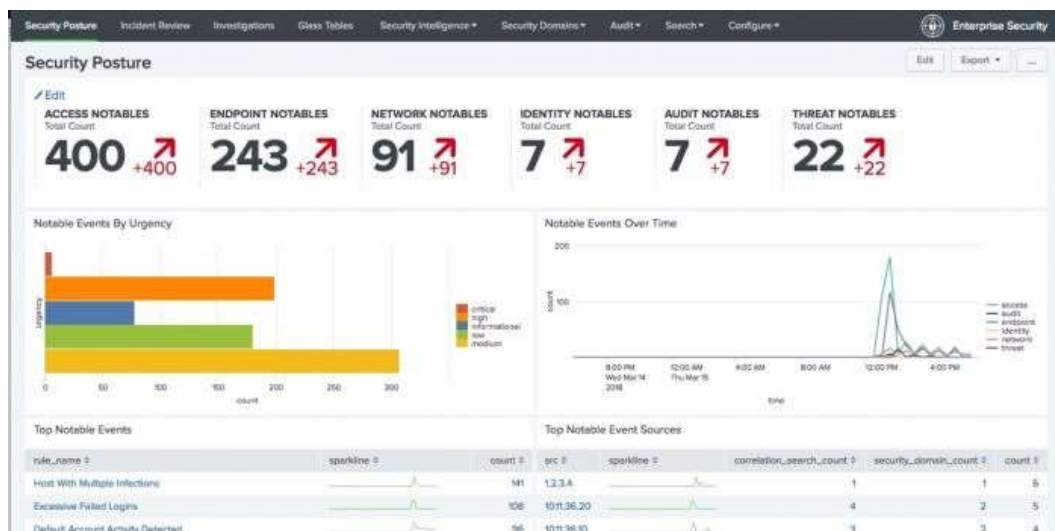 Security Posture Incident Review Investigations Glass Tables Security Intelligence Security Domains Audit Search Configure Enterprise Security
Security Posture Edit Export ...
Edit
ACCESS NOTABLES ENDPOINT NOTABLES NETWORK NOTABLES IDENTITY NOTABLES AUDIT NOTABLES THREAT NOTABLES
Total Count Total Count Total Count Total Count Total Count Total Count
400 +400 243 +243 91 +91 7 +7 7 +7 22 +22
Notable Events By Urgency
urgency
critical
high
informational
low
medium
0 50 100 150 200 250 300
count
Notable Events Over Time
200
100
count
access
audit
endpoint
identity
network
threat
8:00 PM 12:00 AM 4:00 AM 8:00 AM 12:00 PM 4:00 PM
Wed Mar 14 Thu Mar 15
2018
time
Top Notable Events
rule_name sparkline count
Host With Multiple Infections 141
Excessive Failed Logins 108
Default Account Activity Detected 96
Top Notable Event Sources
src sparkline correlation_search_count security_domain_count count
1.2.3.4 1 1 6
10.11.36.20 4 2 5
10.11.36.10 3 3 4